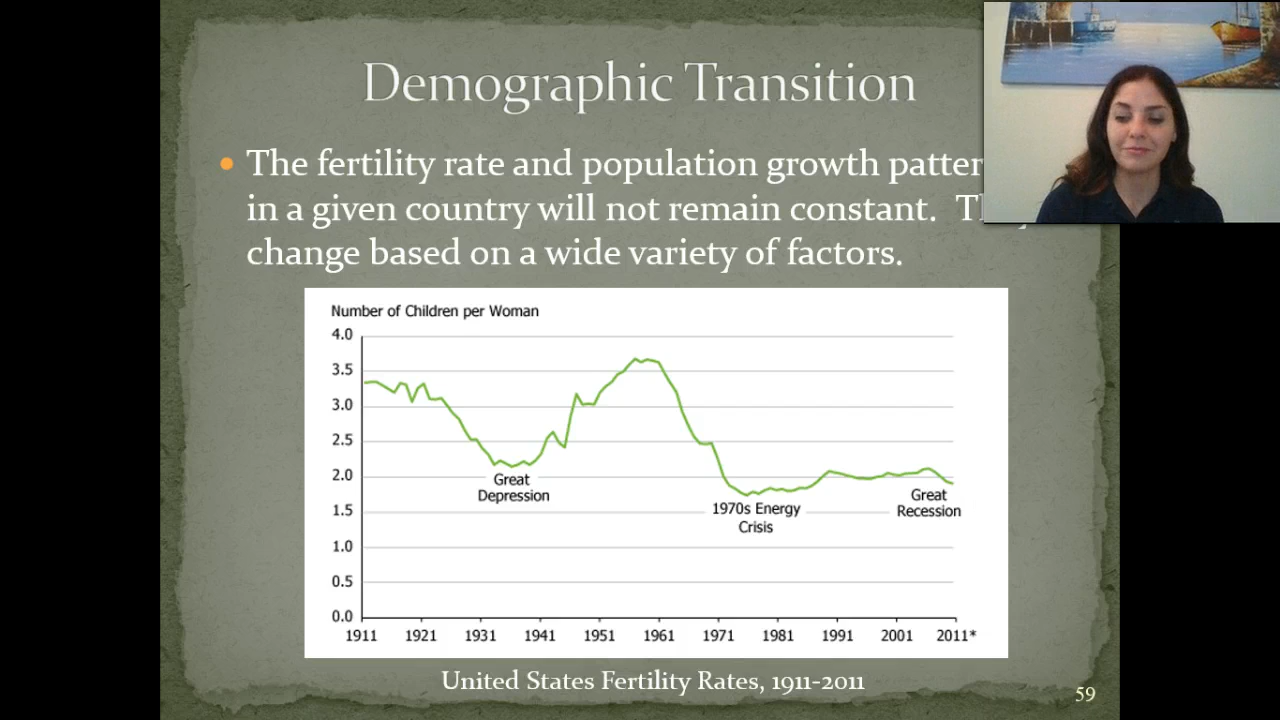 Demographic Transition
• The fertility rate and population growth
in a given country will not remain constant.
change based on a wide variety of factors.
Number of Children per Woman
4.0
3.5
3.0
2.5
2.0
1.5
1.0
0.5
0.0
Great
Depression
1970s Energy
Crisis
Great
Recession
1911 1921 1931 1941 1951 1961 1971 1981 1991 2001 2011*
United States Fertility Rates, 1911-2011
59